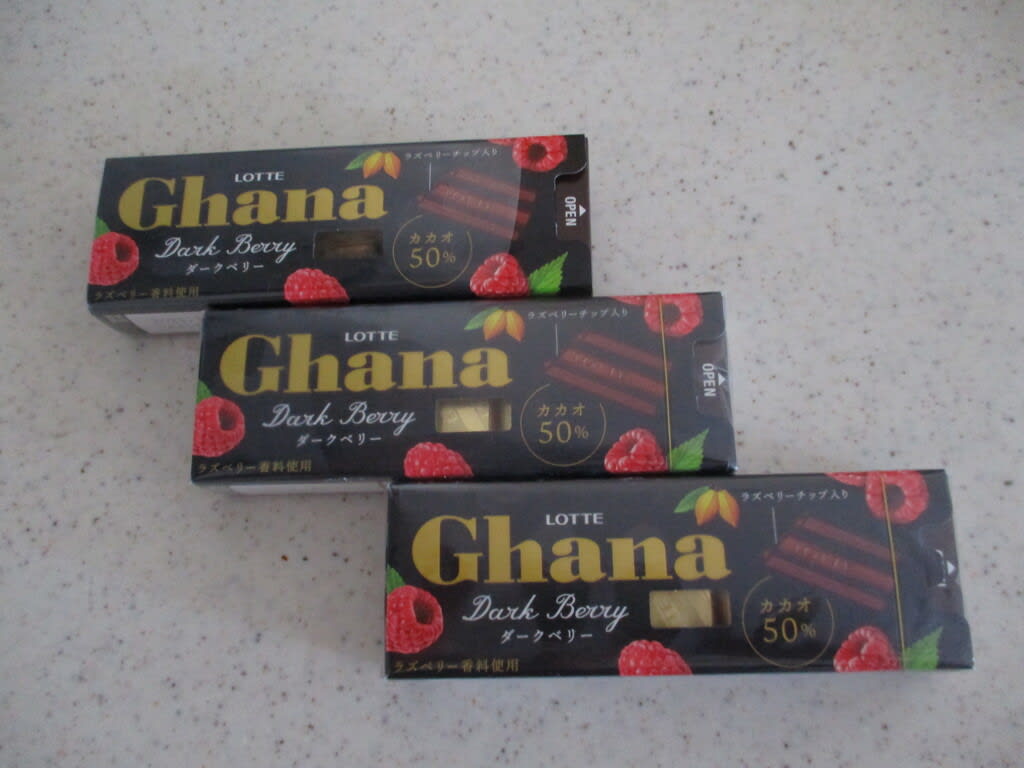 ラズベリーチップ入り
LOTTE
Ghana
Dark Berry
ダークベリー
カカオ
50%
OPEN
ラズベリー香料使用
ラズベリーチップ入り
LOTTE
Ghana
Dark Berry
ダークベリー
カカオ
50%
OPEN
ラズベリー香料使用
ラズベリーチップ入り
LOTTE
Ghana
Dark Berry
ダークベリー
カカオ
50%
ラズベリー香料使用